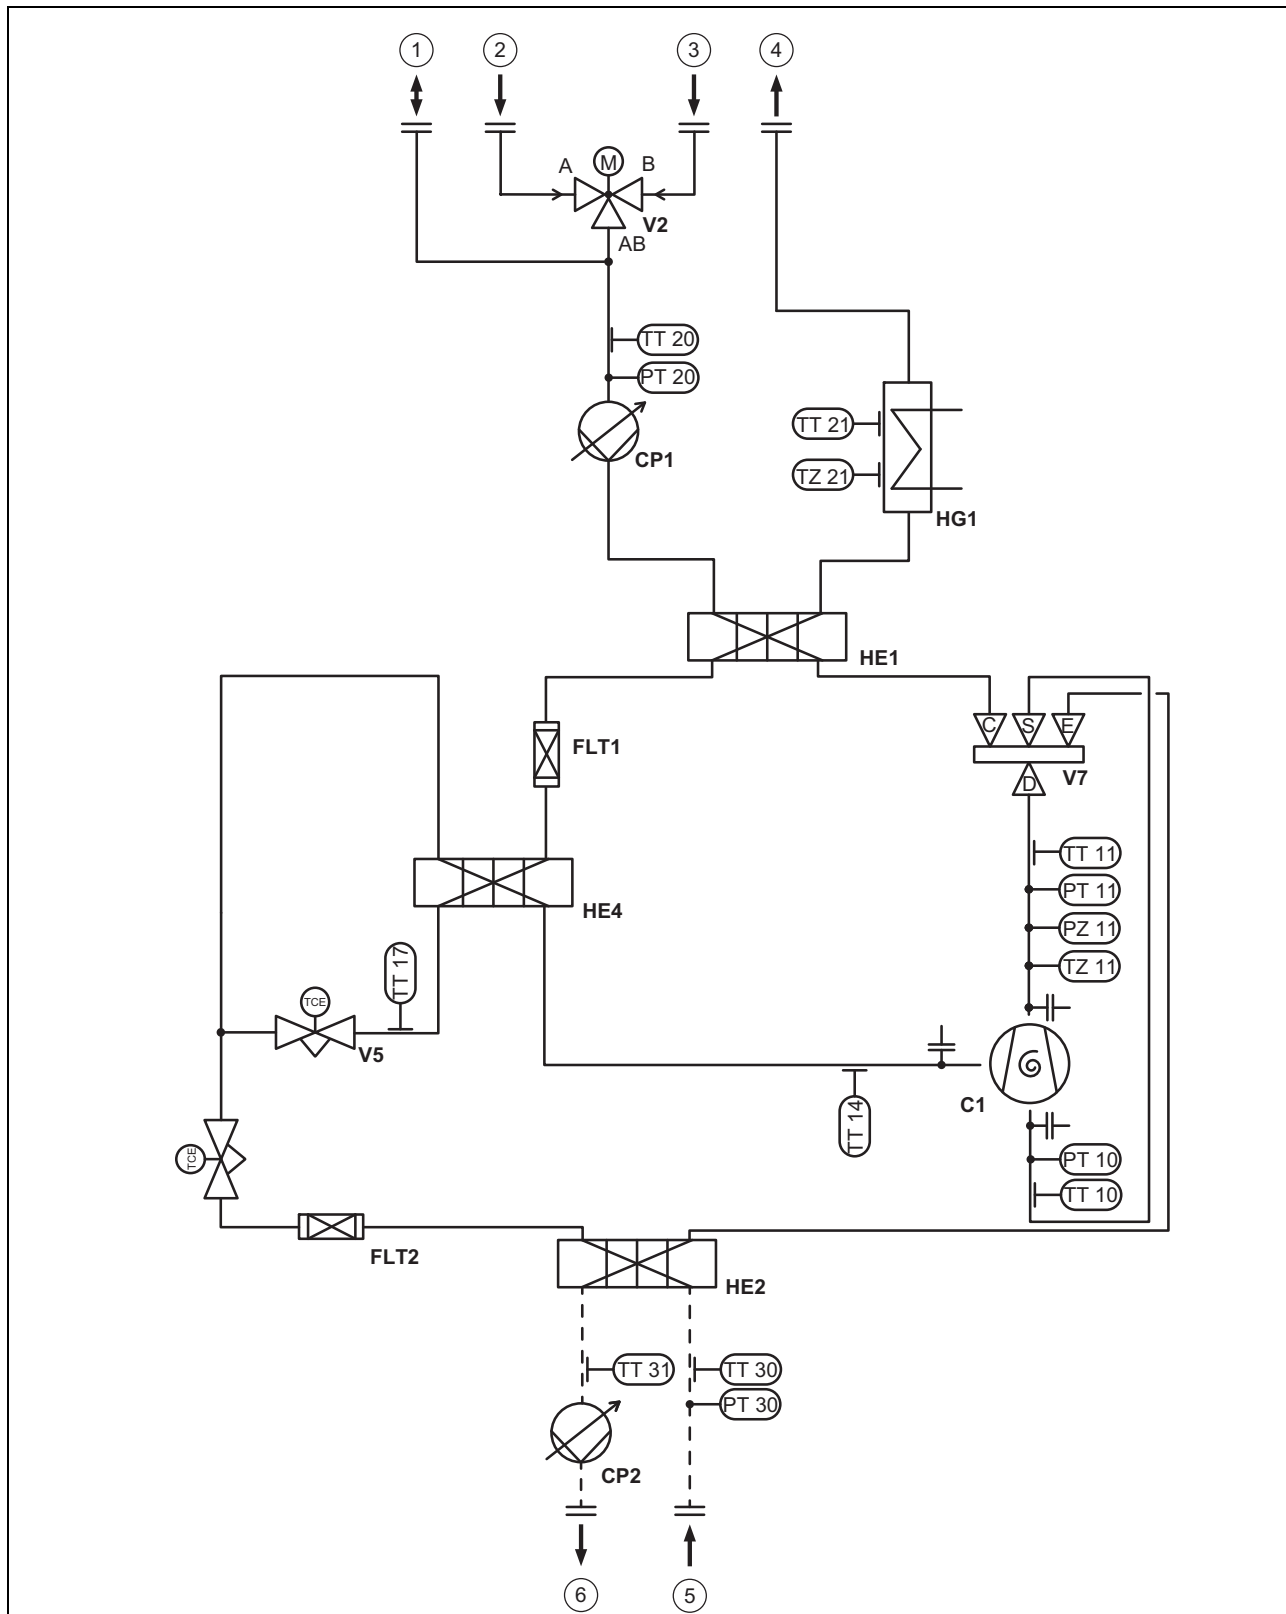 1
2
3
4
M
A
B
V2
AB
TT 20
PT 20
CP1
TT 21
TZ 21
HG1
HE1
C
S
E
V7
D
FLT1
TT 11
PT 11
PZ 11
TZ 11
HE4
TT 17
TCE
V5
C1
TT 14
TCE
PT 10
TT 10
FLT2
HE2
TT 31
TT 30
PT 30
CP2
6
5